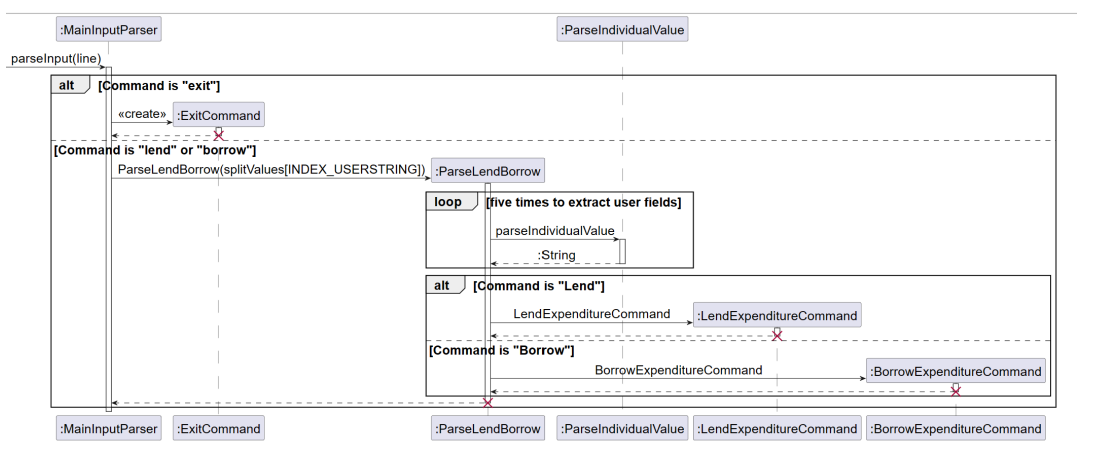 :MainInputParser
:ParseIndividualValue
parseInput(line)
alt [Command is "exit"]
«create»
:ExitCommand
[Command is "lend" or "borrow"]
ParseLendBorrow(splitValues[INDEX_USERSTRING])
:ParseLendBorrow
loop [five times to extract user fields]
parseIndividualValue
:String
alt [Command is "Lend"]
LendExpenditureCommand
:LendExpenditureCommand
[Command is "Borrow"]
BorrowExpenditureCommand
:BorrowExpenditureCommand
:MainInputParser :ExitCommand :ParseLendBorrow :ParseIndividualValue :LendExpenditureCommand :BorrowExpenditureCommand